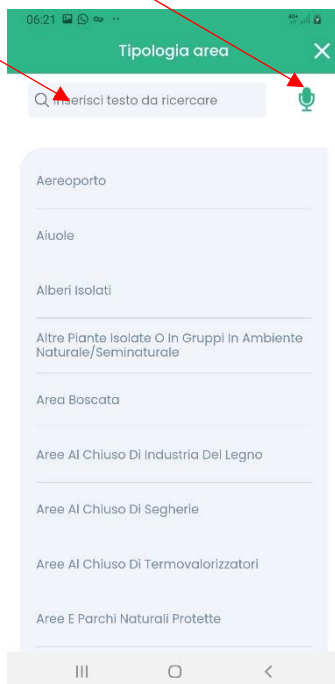 06:21
Tipologia area
Inserisci testo da ricercare
Aereoporto
Aiuole
Alberi Isolati
Altre Piante Isolate O In Gruppi In Ambiente
Naturale/Seminaturale
Area Boscata
Aree Al Chiuso Di Industria Del Legno
Aree Al Chiuso Di Segherie
Aree Al Chiuso Di Termovalorizzatori
Aree E Parchi Naturali Protette